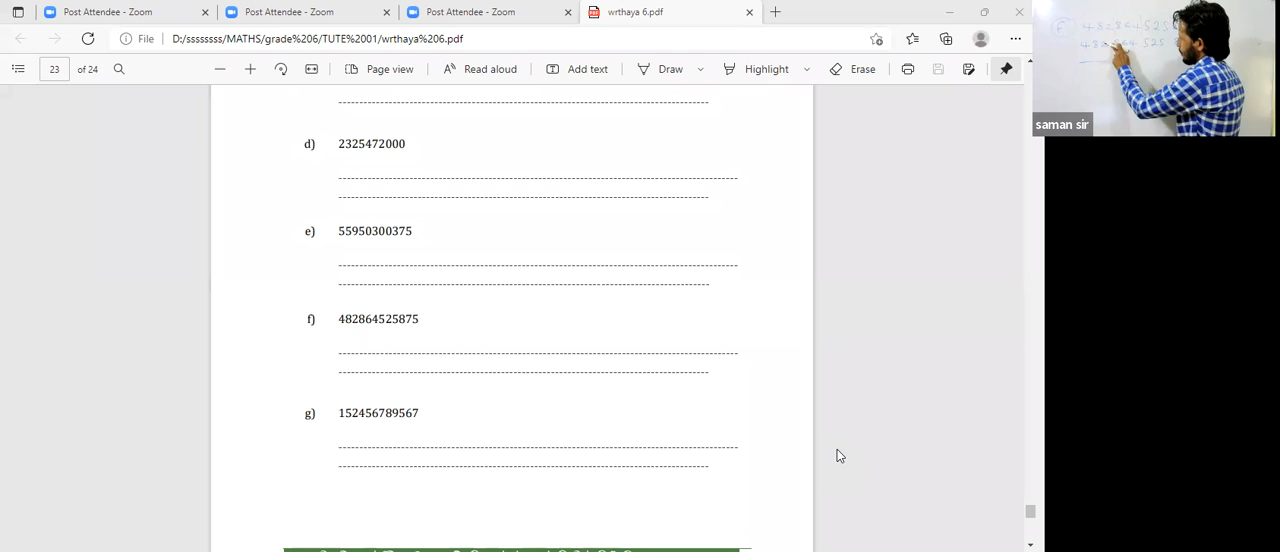 Post Attendee - Zoom
Post Attendee - Zoom
Post Attendee - Zoom
wrthaya 6.pdf
File
D:/ssssssss/MATHS/grade%206/TUTE%2001/wrthaya%206.pdf
23 of 24
Page view
Read aloud
Add text
Draw
Highlight
Erase
d) 2325472000
e) 55950300375
f) 482864525875
g) 152456789567
saman sir